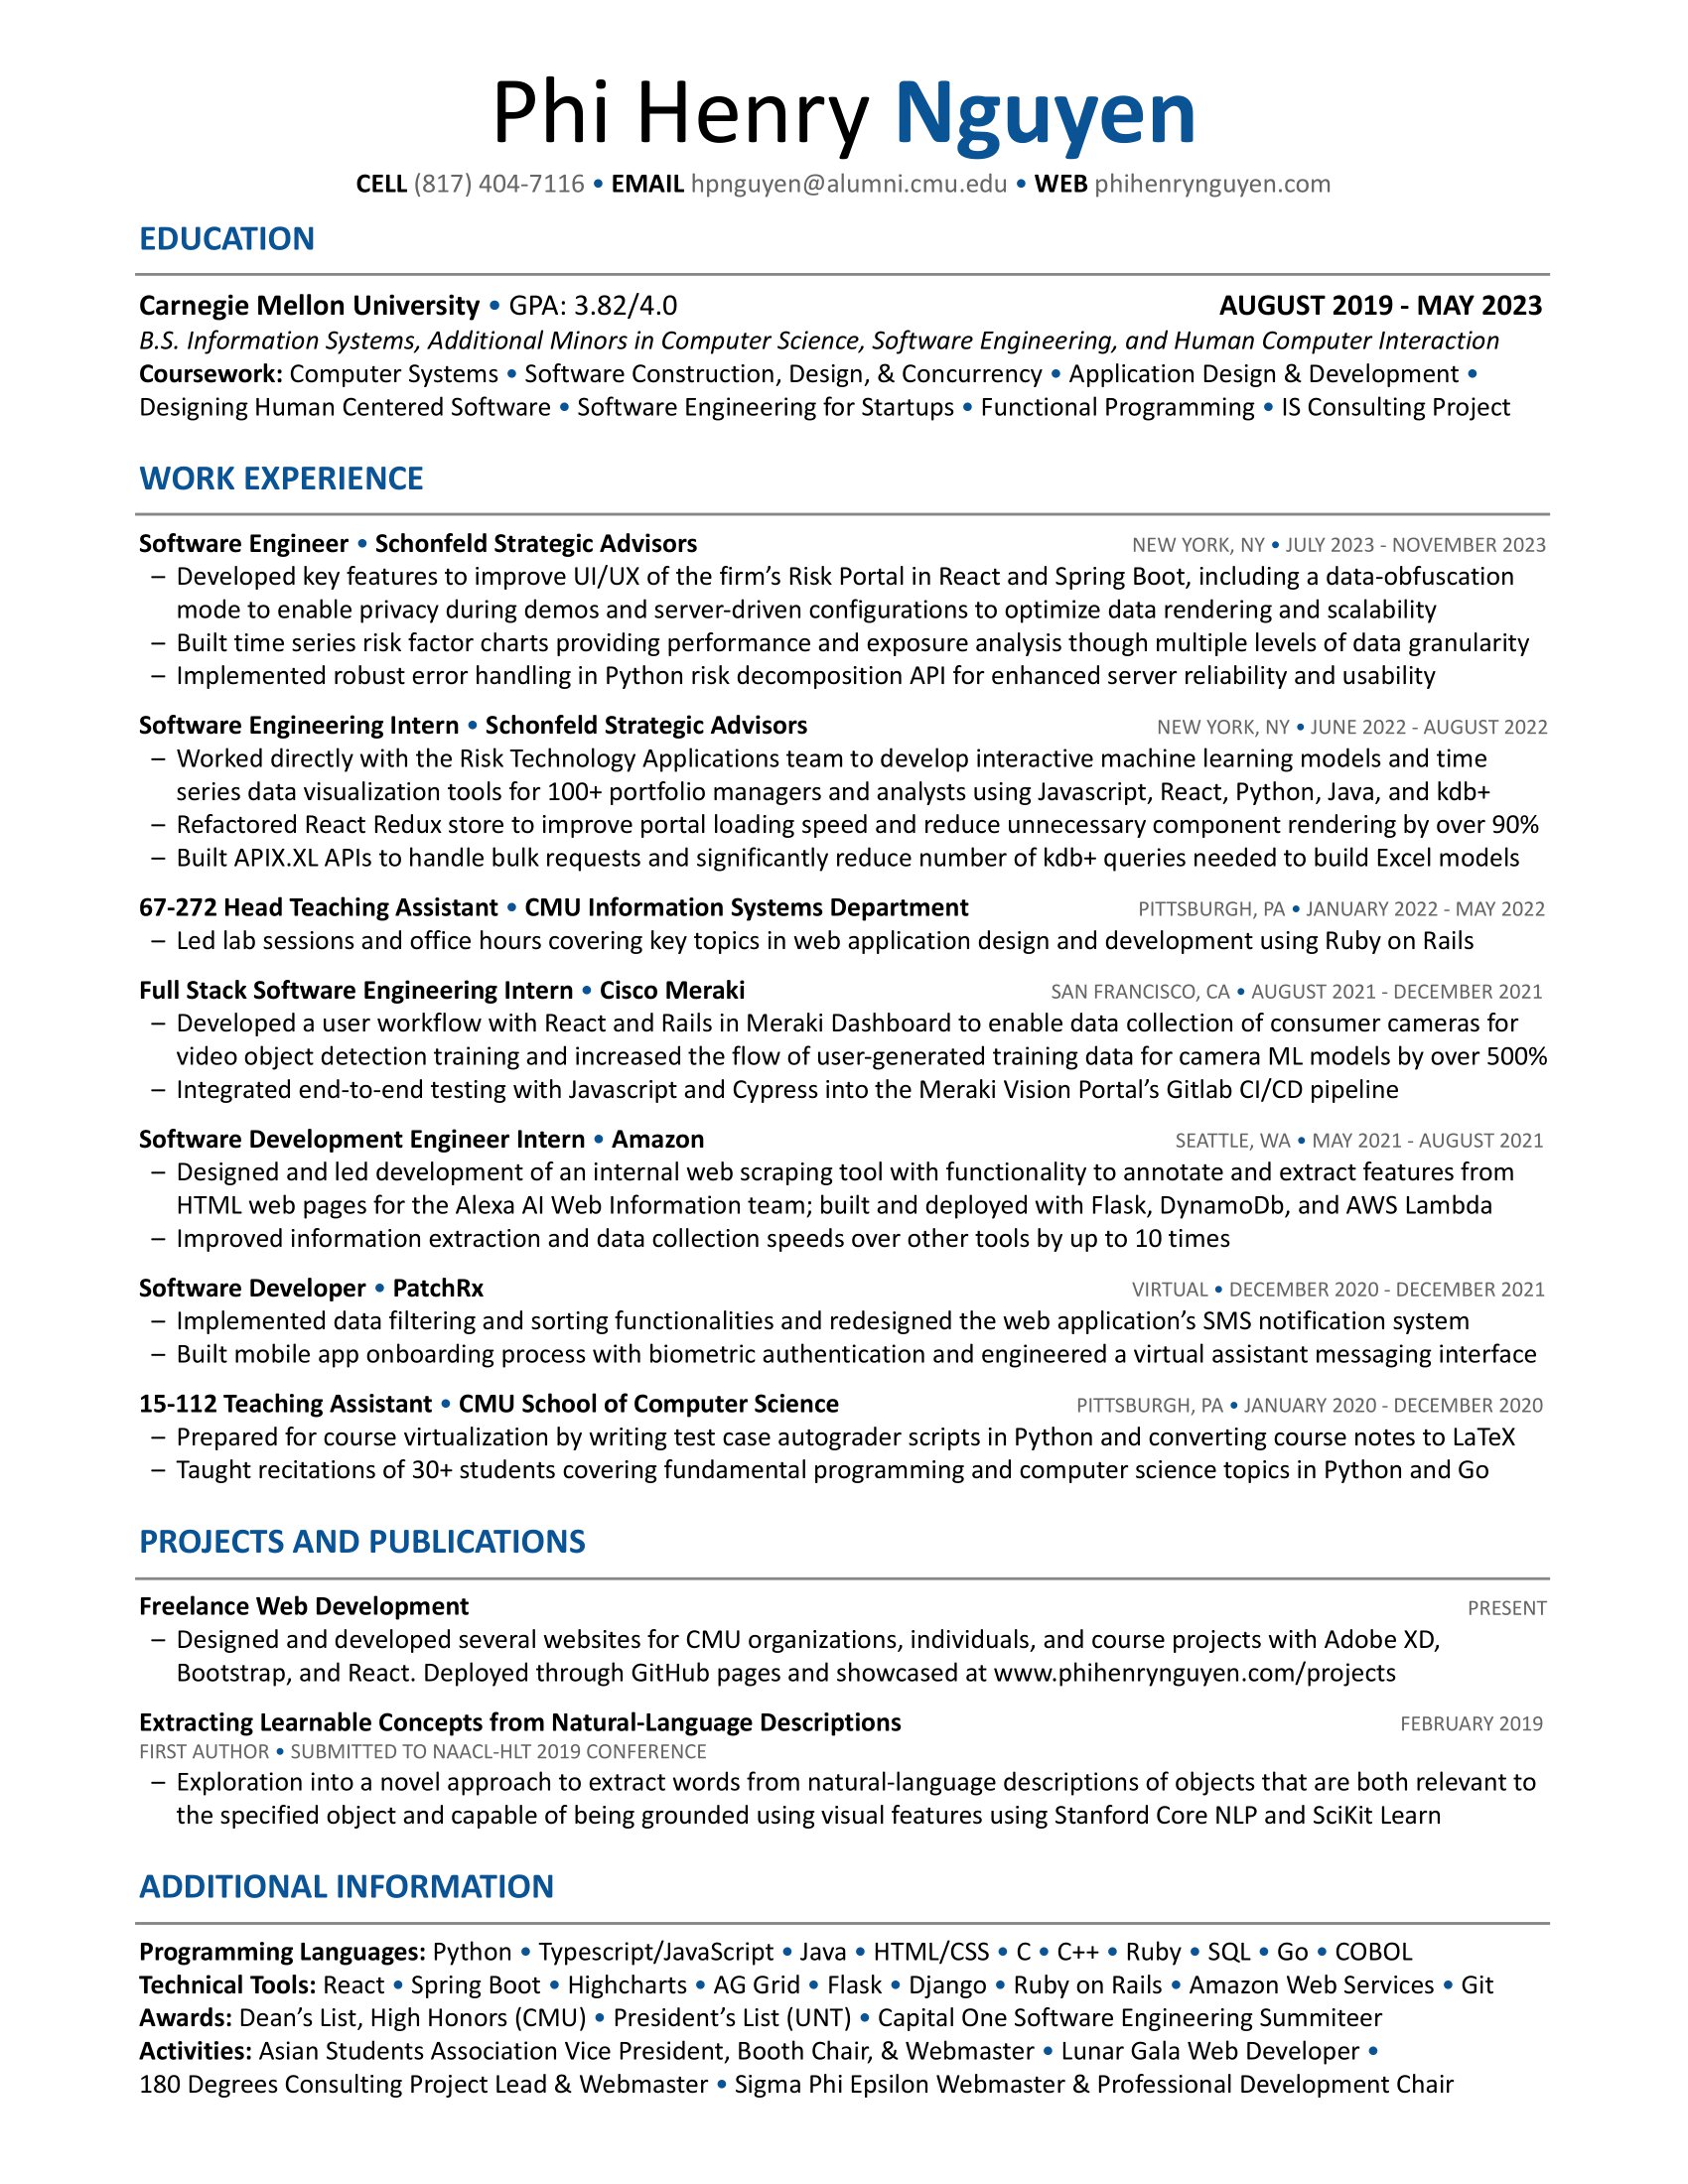 Phi Henry Nguyen
CELL (817) 404-7116 • EMAIL hpnguyen@alumni.cmu.edu • WEB phihenrynguyen.com
EDUCATION
Carnegie Mellon University • GPA: 3.82/4.0 AUGUST 2019 - MAY 2023
B.S. Information Systems, Additional Minors in Computer Science, Software Engineering, and Human Computer Interaction
Coursework: Computer Systems • Software Construction, Design, & Concurrency • Application Design & Development •
Designing Human Centered Software • Software Engineering for Startups • Functional Programming • IS Consulting Project
WORK EXPERIENCE
Software Engineer • Schonfeld Strategic Advisors NEW YORK, NY • JULY 2023 - NOVEMBER 2023
– Developed key features to improve UI/UX of the firm’s Risk Portal in React and Spring Boot, including a data-obfuscation
mode to enable privacy during demos and server-driven configurations to optimize data rendering and scalability
– Built time series risk factor charts providing performance and exposure analysis though multiple levels of data granularity
– Implemented robust error handling in Python risk decomposition API for enhanced server reliability and usability
Software Engineering Intern • Schonfeld Strategic Advisors NEW YORK, NY • JUNE 2022 - AUGUST 2022
– Worked directly with the Risk Technology Applications team to develop interactive machine learning models and time
series data visualization tools for 100+ portfolio managers and analysts using Javascript, React, Python, Java, and kdb+
– Refactored React Redux store to improve portal loading speed and reduce unnecessary component rendering by over 90%
– Built APIX.XL APIs to handle bulk requests and significantly reduce number of kdb+ queries needed to build Excel models
67-272 Head Teaching Assistant • CMU Information Systems Department PITTSBURGH, PA • JANUARY 2022 - MAY 2022
– Led lab sessions and office hours covering key topics in web application design and development using Ruby on Rails
Full Stack Software Engineering Intern • Cisco Meraki SAN FRANCISCO, CA • AUGUST 2021 - DECEMBER 2021
– Developed a user workflow with React and Rails in Meraki Dashboard to enable data collection of consumer cameras for
video object detection training and increased the flow of user-generated training data for camera ML models by over 500%
– Integrated end-to-end testing with Javascript and Cypress into the Meraki Vision Portal’s Gitlab CI/CD pipeline
Software Development Engineer Intern • Amazon SEATTLE, WA • MAY 2021 - AUGUST 2021
– Designed and led development of an internal web scraping tool with functionality to annotate and extract features from
HTML web pages for the Alexa AI Web Information team; built and deployed with Flask, DynamoDb, and AWS Lambda
– Improved information extraction and data collection speeds over other tools by up to 10 times
Software Developer • PatchRx VIRTUAL • DECEMBER 2020 - DECEMBER 2021
– Implemented data filtering and sorting functionalities and redesigned the web application’s SMS notification system
– Built mobile app onboarding process with biometric authentication and engineered a virtual assistant messaging interface
15-112 Teaching Assistant • CMU School of Computer Science PITTSBURGH, PA • JANUARY 2020 - DECEMBER 2020
– Prepared for course virtualization by writing test case autograder scripts in Python and converting course notes to LaTeX
– Taught recitations of 30+ students covering fundamental programming and computer science topics in Python and Go
PROJECTS AND PUBLICATIONS
Freelance Web Development PRESENT
– Designed and developed several websites for CMU organizations, individuals, and course projects with Adobe XD,
Bootstrap, and React. Deployed through GitHub pages and showcased at www.phihenrynguyen.com/projects
Extracting Learnable Concepts from Natural-Language Descriptions FEBRUARY 2019
FIRST AUTHOR • SUBMITTED TO NAACL-HLT 2019 CONFERENCE
– Exploration into a novel approach to extract words from natural-language descriptions of objects that are both relevant to
the specified object and capable of being grounded using visual features using Stanford Core NLP and SciKit Learn
ADDITIONAL INFORMATION
Programming Languages: Python • Typescript/JavaScript • Java • HTML/CSS • C • C++ • Ruby • SQL • Go • COBOL
Technical Tools: React • Spring Boot • Highcharts • AG Grid • Flask • Django • Ruby on Rails • Amazon Web Services • Git
Awards: Dean’s List, High Honors (CMU) • President’s List (UNT) • Capital One Software Engineering Summiteer
Activities: Asian Students Association Vice President, Booth Chair, & Webmaster • Lunar Gala Web Developer •
180 Degrees Consulting Project Lead & Webmaster • Sigma Phi Epsilon Webmaster & Professional Development Chair